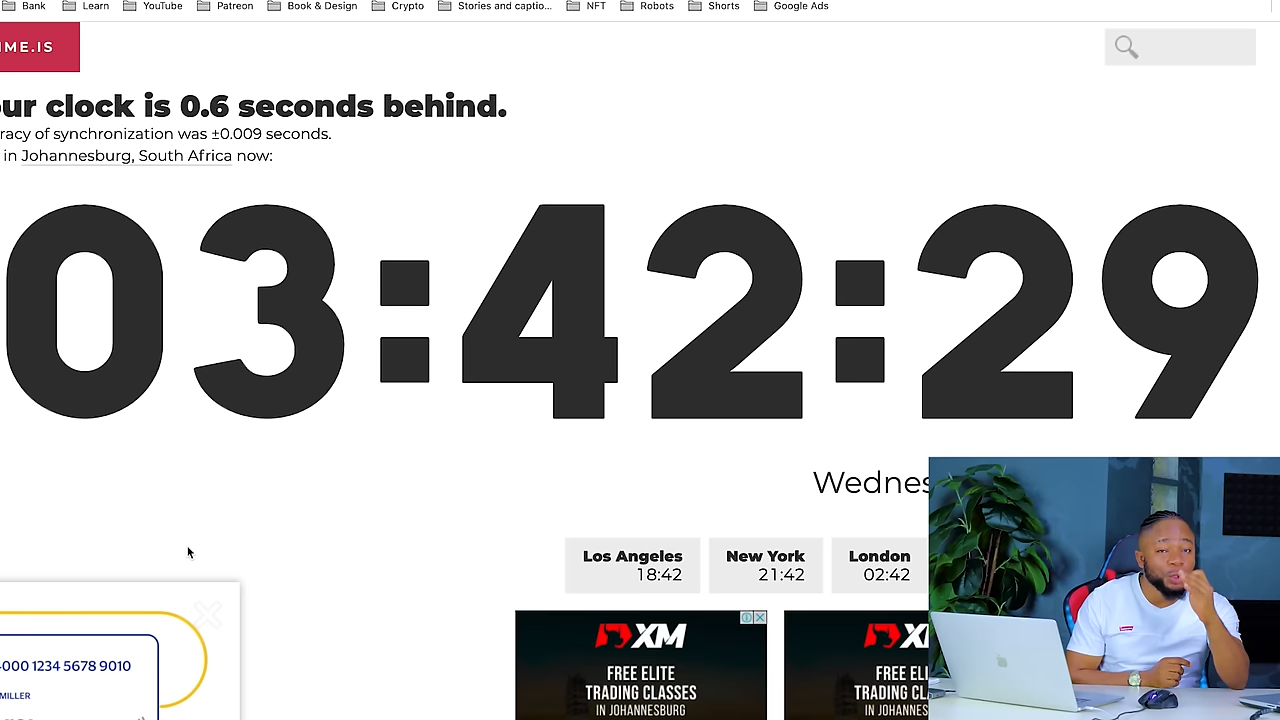 Bank Learn YouTube Patreon Book & Design Crypto Stories and captio... NFT Robots Shorts Google Ads
IME.IS
our clock is 0.6 seconds behind.
racy of synchronization was ±0.009 seconds.
in Johannesburg, South Africa now:
03:42:29
Wednes
Los Angeles New York London
18:42 21:42 02:42
XM X
FREE ELITE FREE ELI
TRADING CLASSES TRADING C
IN JOHANNESBURG IN JOHANNES
000 1234 5678 9010
MILLER